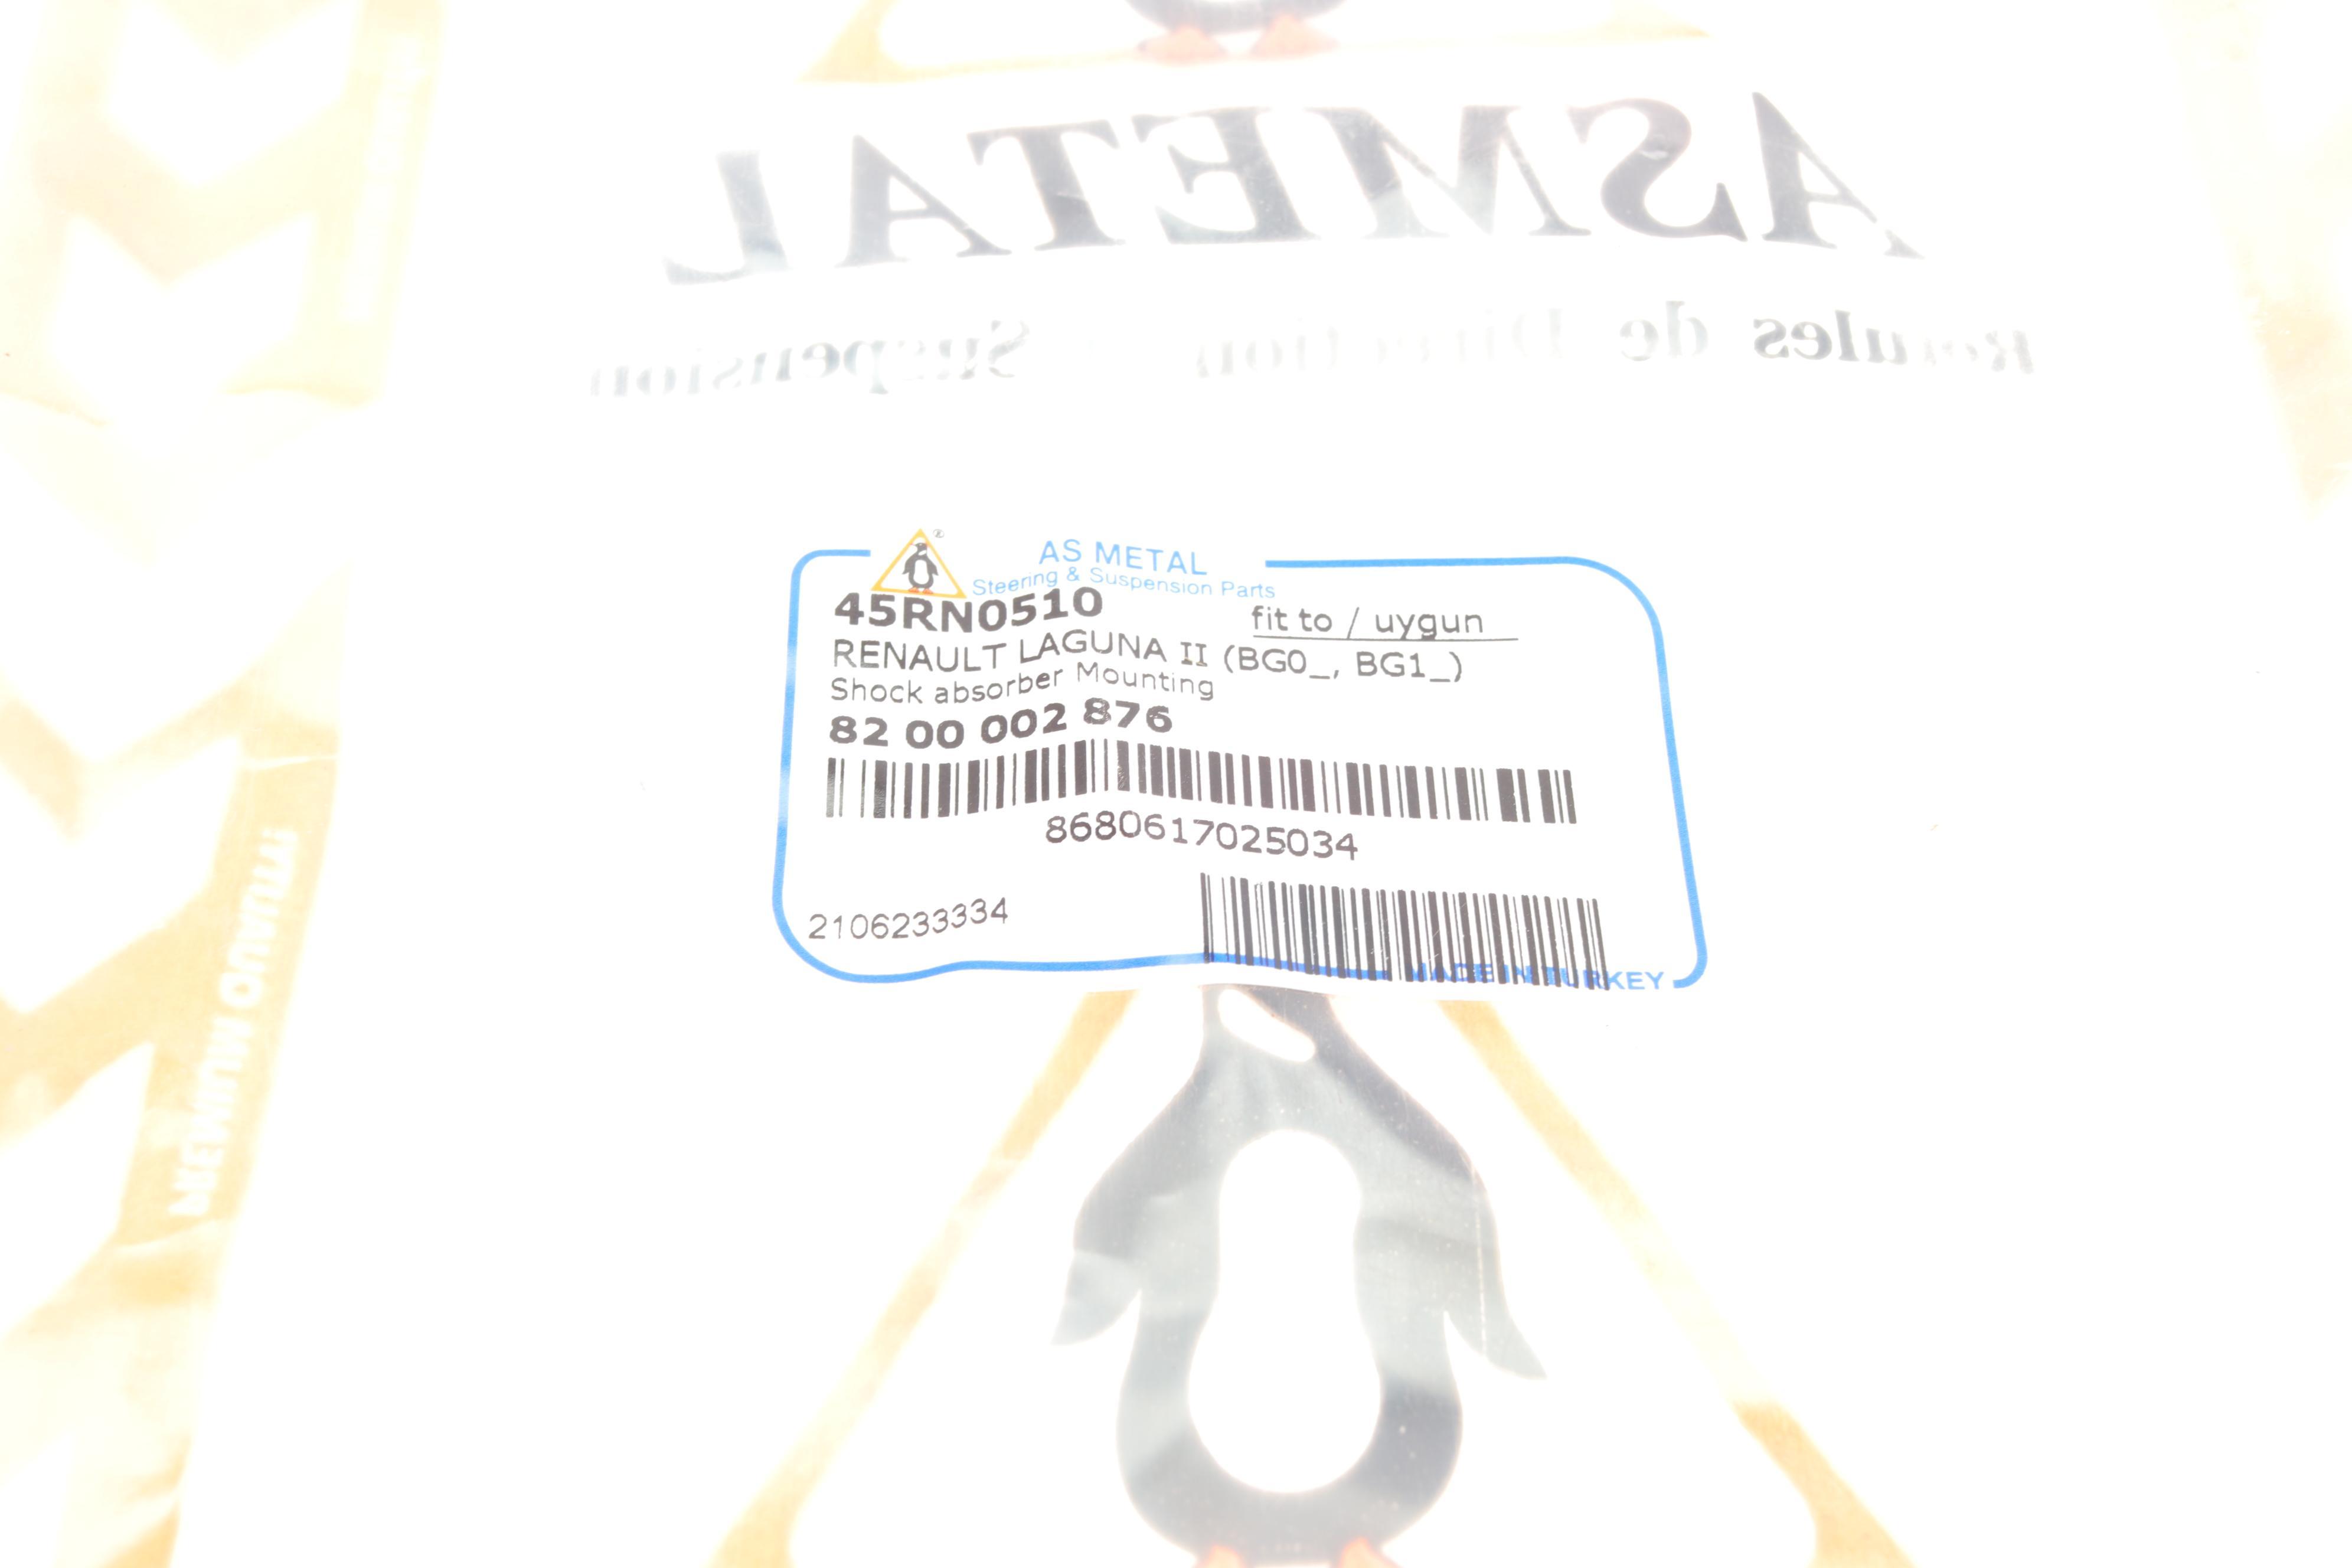 ASMETAL
Rotules de Direction Suspension
AS METAL
Steering & Suspension Parts
45RN0510
fit to / uygun
RENAULT LAGUNA II (BG0_, BG1_)
Shock absorber Mounting
82 00 002 876
8680617025034
2106233334
MADE IN TURKEY